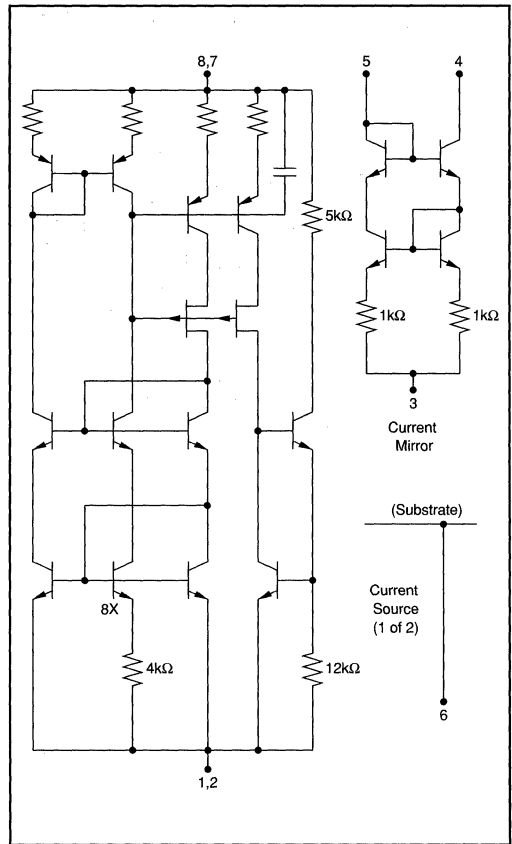 8,7
5
4
5kΩ
1kΩ
1kΩ
3
Current
Mirror
(Substrate)
Current
Source
(1 of 2)
8X
4kΩ
12kΩ
6
1,2